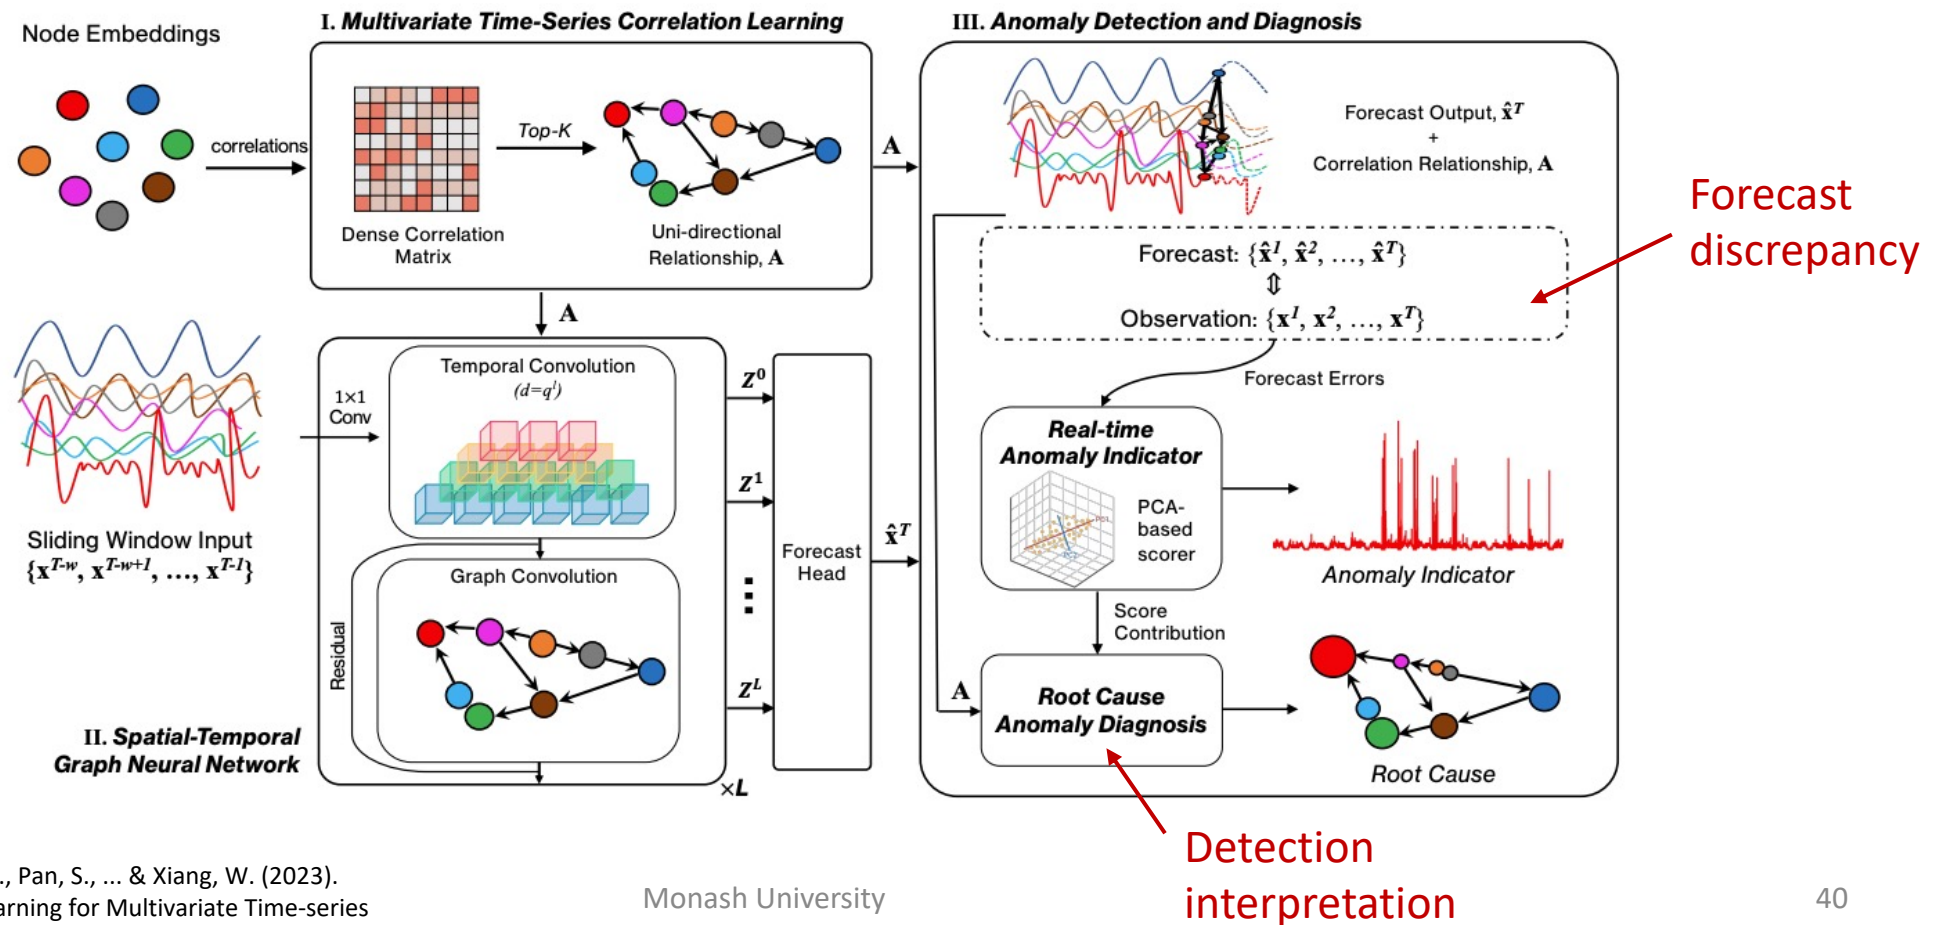 Node Embeddings
correlations
I. Multivariate Time-Series Correlation Learning
Top-K
Dense Correlation
Matrix
Uni-directional
Relationship, A
A
A
Sliding Window Input
{x^{T-w}, x^{T-w+1}, ..., x^{T-1}}
1×1
Conv
Temporal Convolution
(d=q^l)
Graph Convolution
Residual
II. Spatial-Temporal
Graph Neural Network
×L
Z^0
Z^1
Z^L
Forecast
Head
x̂^T
III. Anomaly Detection and Diagnosis
Forecast Output, x̂^T
+
Correlation Relationship, A
Forecast: {x̂^1, x̂^2, ..., x̂^T}
⇕
Observation: {x^1, x^2, ..., x^T}
Forecast
discrepancy
Forecast Errors
Real-time
Anomaly Indicator
PC1
PC2
PCA-
based
scorer
Anomaly Indicator
Score
Contribution
A
Root Cause
Anomaly Diagnosis
Root Cause
Detection
interpretation
., Pan, S., ... & Xiang, W. (2023).
arning for Multivariate Time-series
Monash University
40